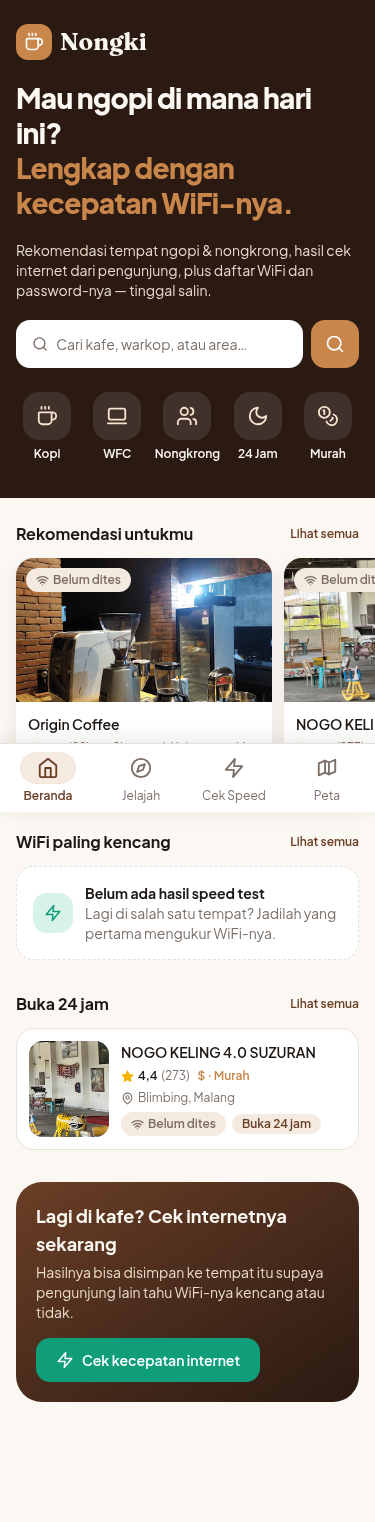 Nongki
Mau ngopi di mana hari
ini?
Lengkap dengan
kecepatan WiFi-nya.
Rekomendasi tempat ngopi & nongkrong, hasil cek
internet dari pengunjung, plus daftar WiFi dan
password-nya — tinggal salin.
Cari kafe, warkop, atau area…
Kopi
WFC
Nongkrong
24 Jam
Murah
Rekomendasi untukmu
Lihat semua
Belum dites
Belum dit
Origin Coffee
NOGO KELI
Beranda
Jelajah
Cek Speed
Peta
WiFi paling kencang
Lihat semua
Belum ada hasil speed test
Lagi di salah satu tempat? Jadilah yang
pertama mengukur WiFi-nya.
Buka 24 jam
Lihat semua
NOGO KELING 4.0 SUZURAN
4,4 (273) $ · Murah
Blimbing, Malang
Belum dites
Buka 24 jam
Lagi di kafe? Cek internetnya
sekarang
Hasilnya bisa disimpan ke tempat itu supaya
pengunjung lain tahu WiFi-nya kencang atau
tidak.
Cek kecepatan internet